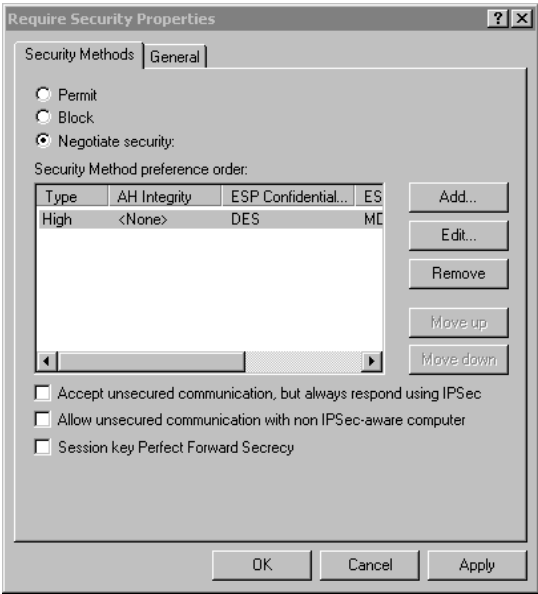 Require Security Properties
Security Methods General
Permit
Block
Negotiate security:
Security Method preference order:
Type AH Integrity ESP Confidential... ES
High <None> DES MD
Add...
Edit...
Remove
Move up
Move down
Accept unsecured communication, but always respond using IPSec
Allow unsecured communication with non IPSec-aware computer
Session key Perfect Forward Secrecy
OK Cancel Apply